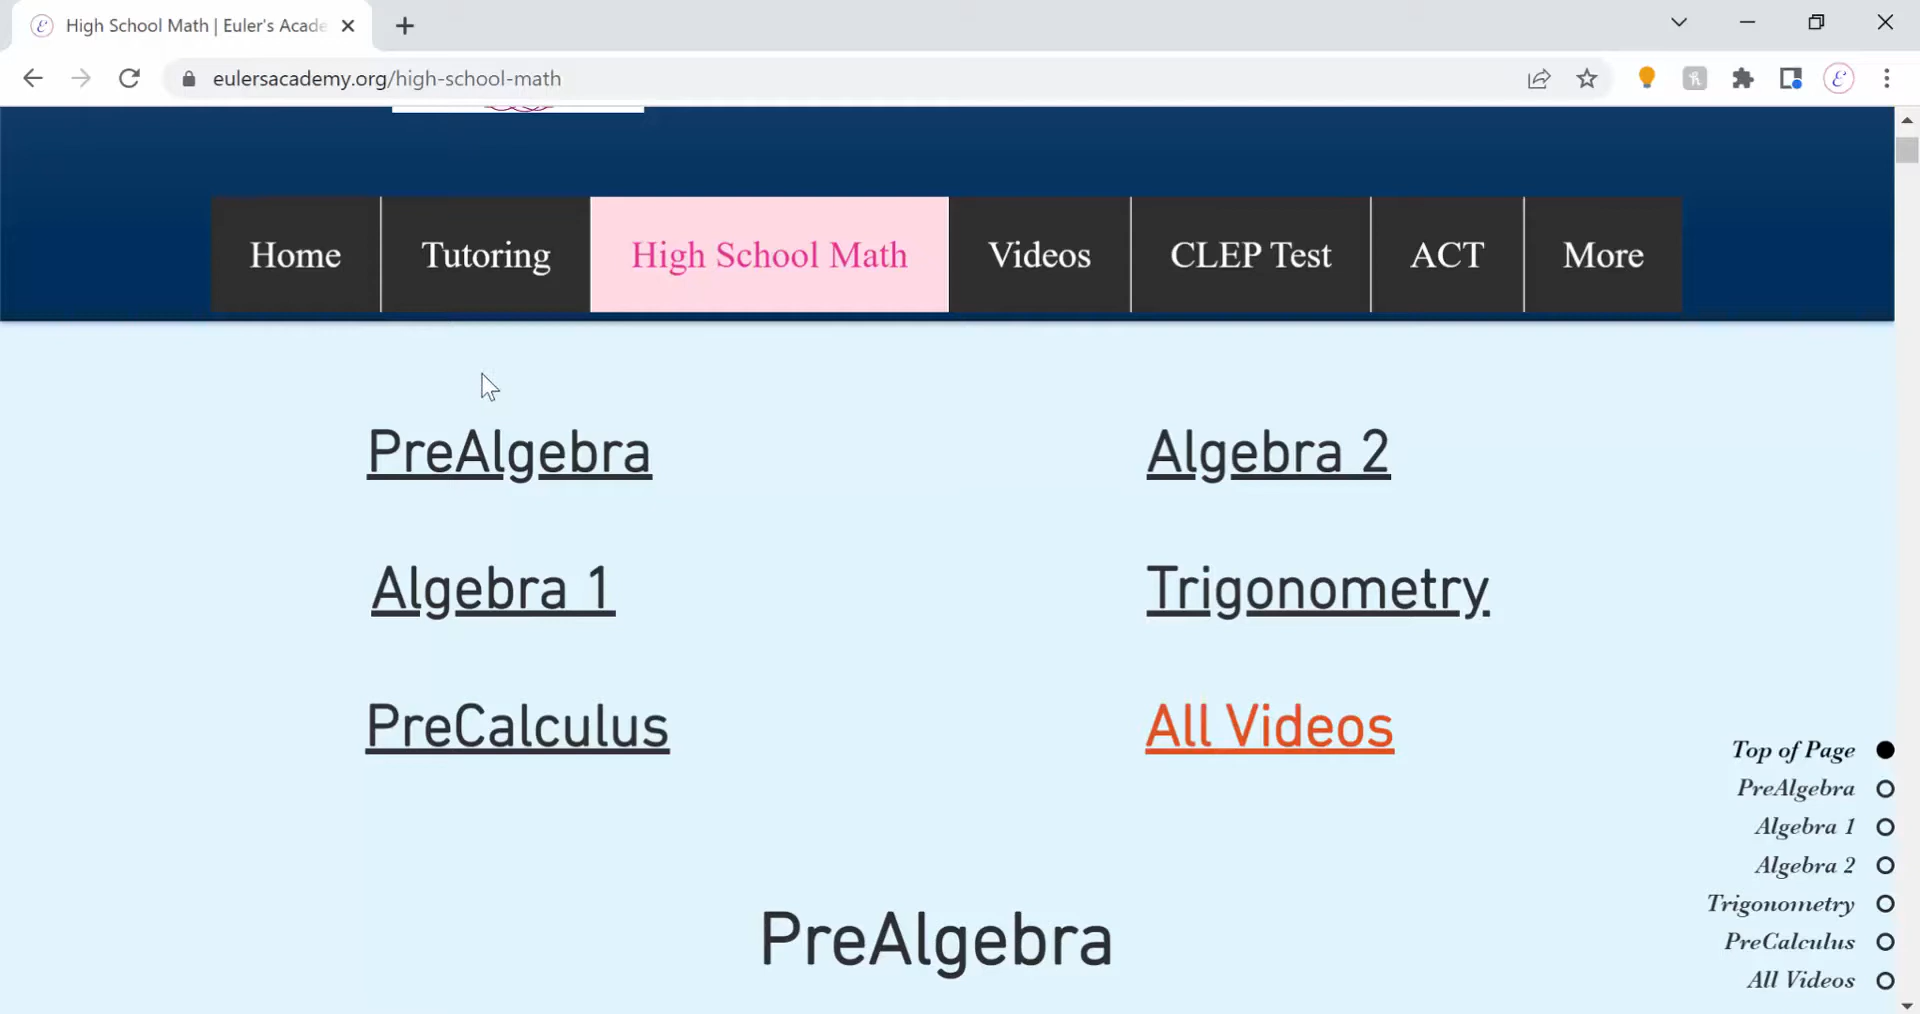 High School Math | Euler's Acade
eulersacademy.org/high-school-math
Home Tutoring High School Math Videos CLEP Test ACT More
PreAlgebra Algebra 2
Algebra 1 Trigonometry
PreCalculus All Videos
Top of Page
PreAlgebra
Algebra 1
Algebra 2
Trigonometry
PreCalculus
All Videos
PreAlgebra